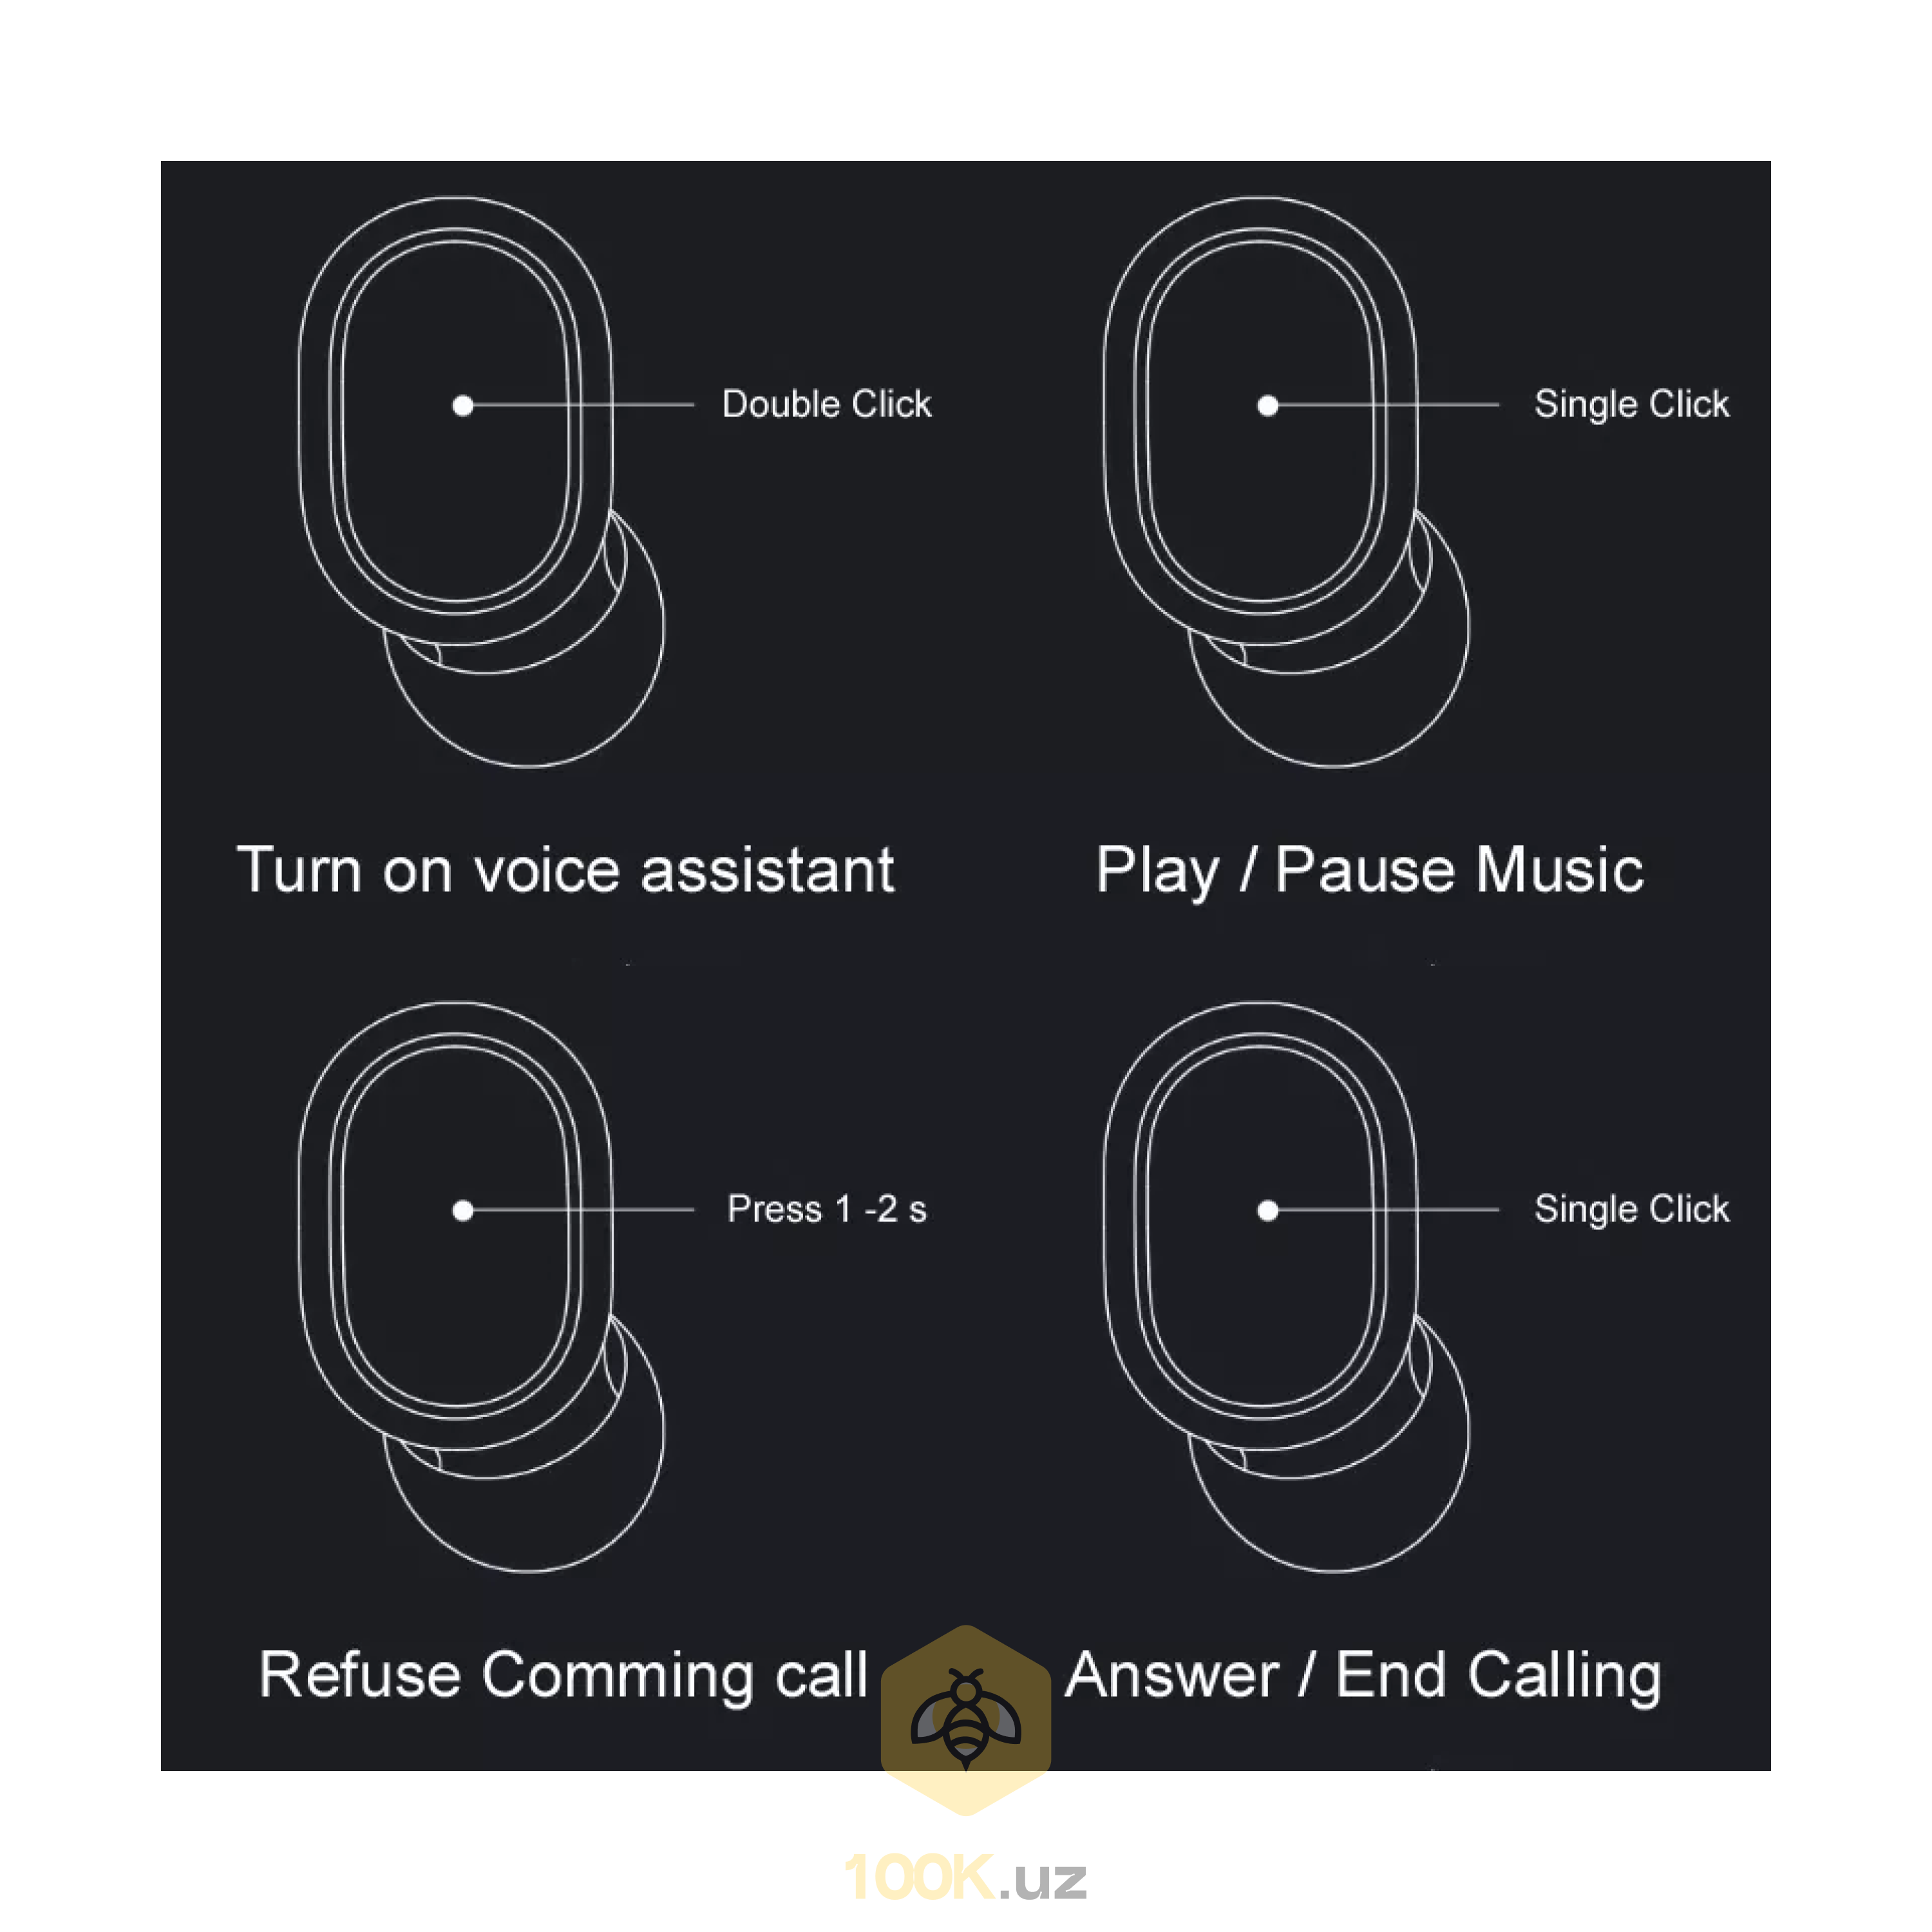 Double Click
Single Click
Turn on voice assistant
Play / Pause Music
Press 1 -2 s
Single Click
Refuse Comming call
Answer / End Calling
100K.uz